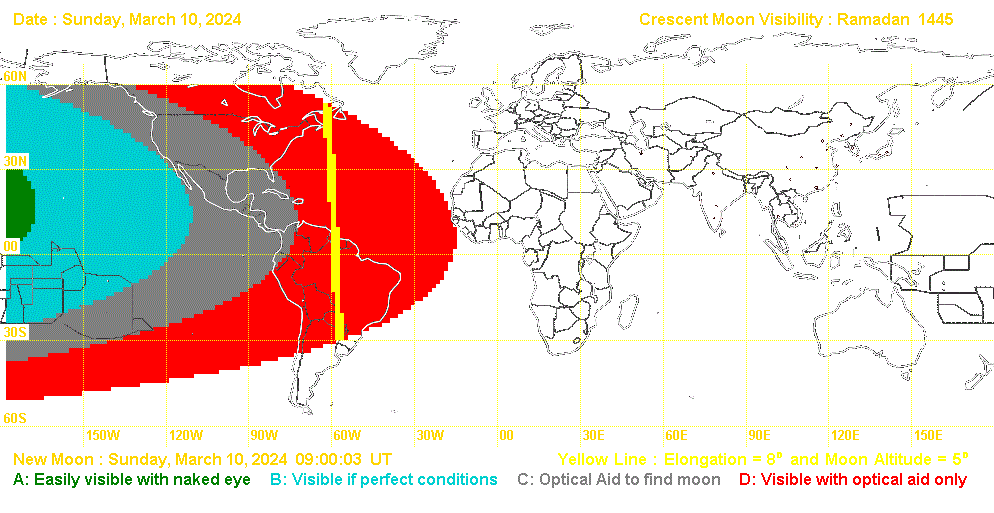 Date : Sunday, March 10, 2024 Crescent Moon Visibility : Ramadan 1445
60N
30N
00
30S
60S
150W 120W 90W 60W 30W 00 30E 60E 90E 120E 150E
New Moon : Sunday, March 10, 2024 09:00:03 UT Yellow Line : Elongation = 8° and Moon Altitude = 5°
A: Easily visible with naked eye B: Visible if perfect conditions C: Optical Aid to find moon D: Visible with optical aid only